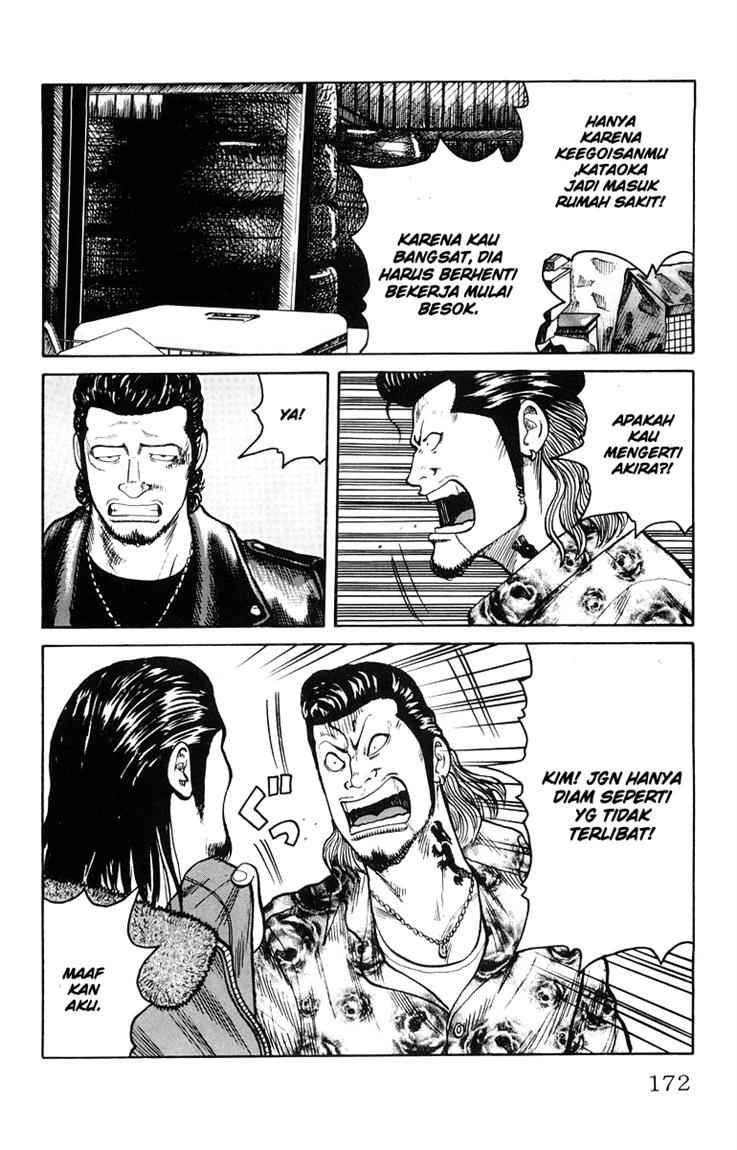 HANYA
KARENA
KEEGOISANMU
,KATAOKA
JADI MASUK
RUMAH SAKIT!
KARENA KAU
BANGSAT, DIA
HARUS BERHENTI
BEKERJA MULAI
BESOK.
APAKAH
KAU
MENGERTI
AKIRA?!
YA!
KIM! JGN HANYA
DIAM SEPERTI
YG TIDAK
TERLIBAT!
ぐっ
MAAF
KAN
AKU.
172